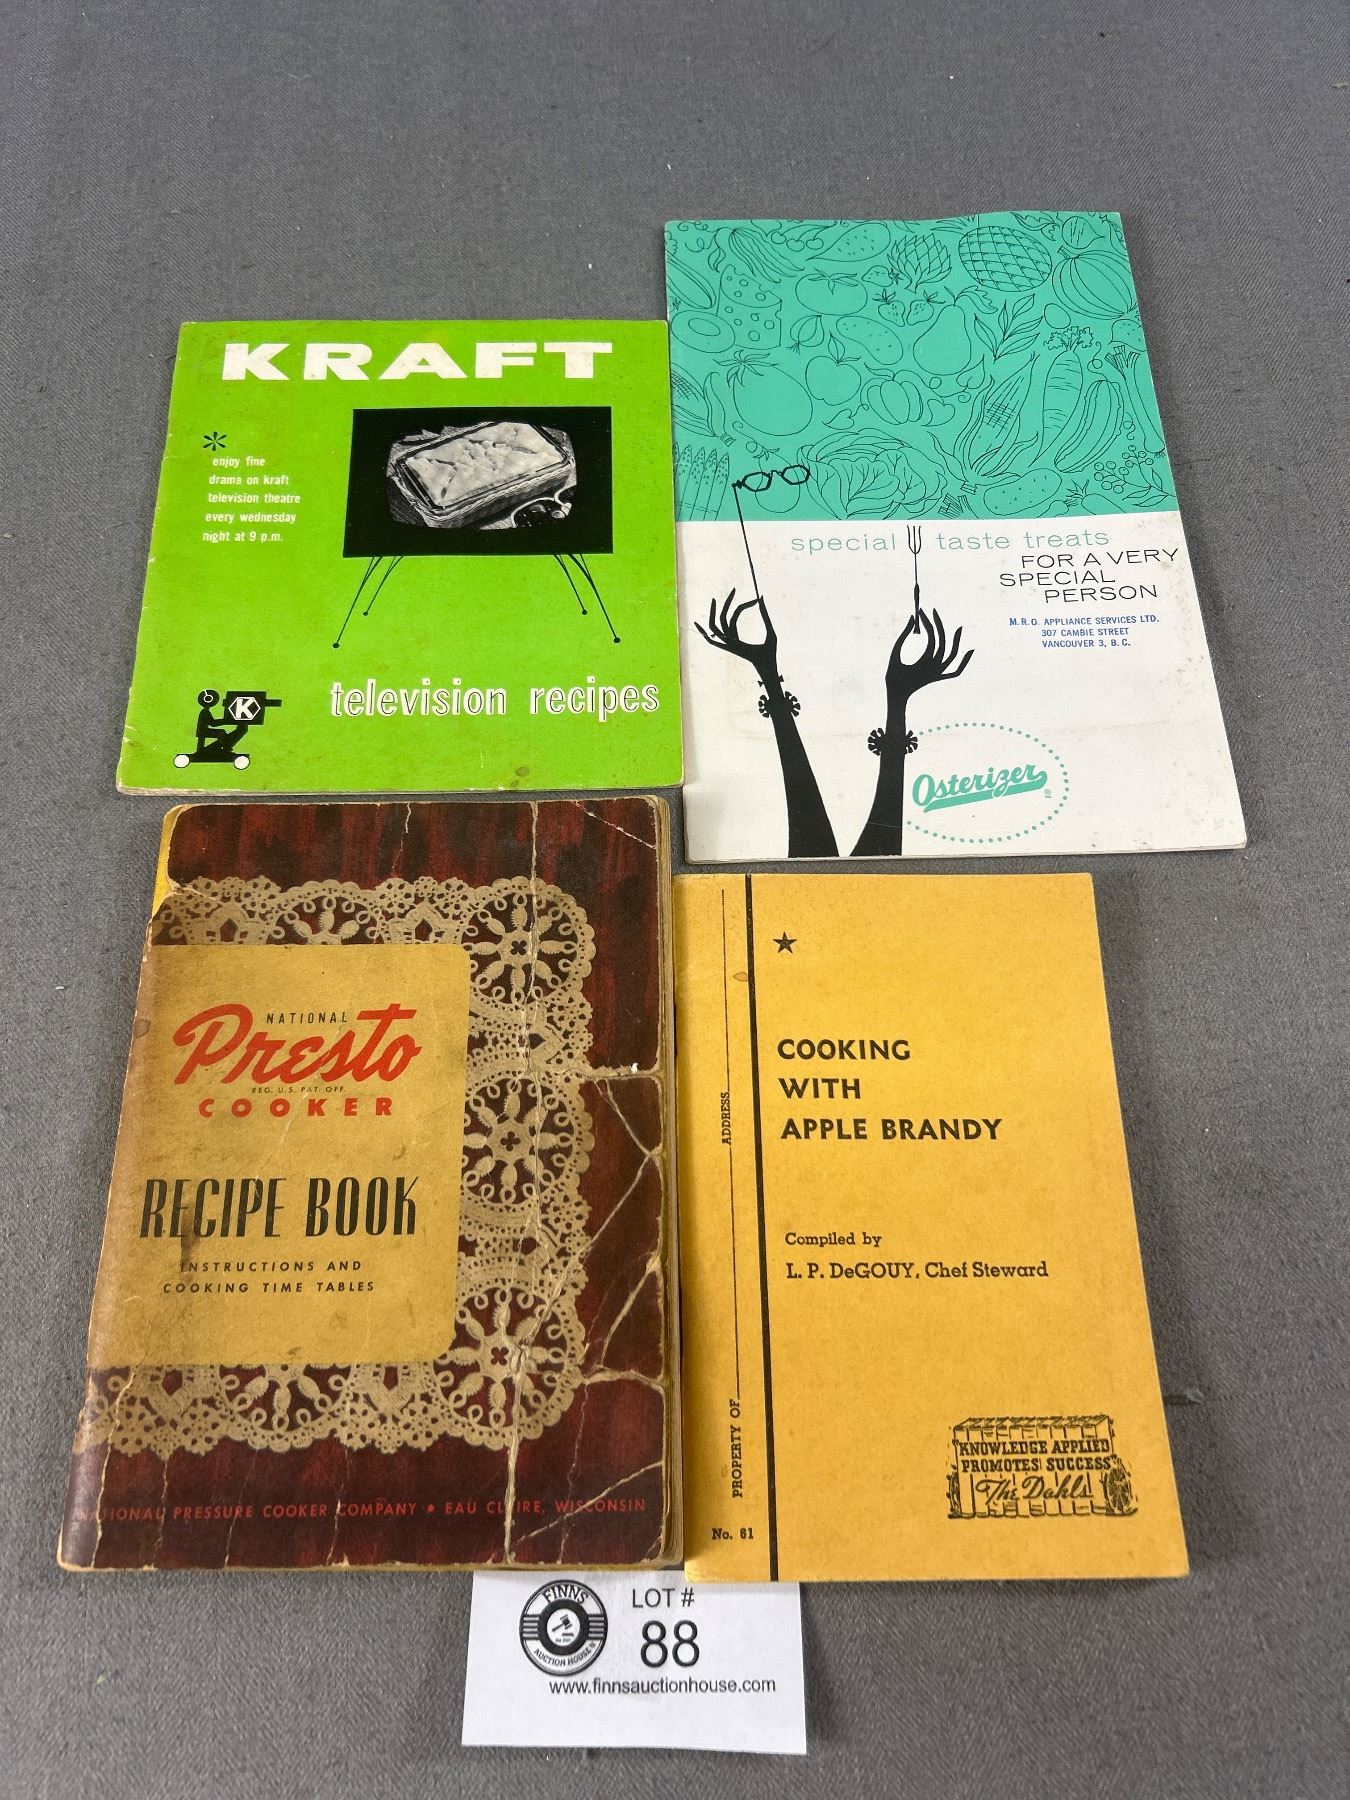 KRAFT
* enjoy fine
drama on kraft
television theatre
every wednesday
night at 9 p.m.
K
television recipes
special taste treats
FOR A VERY
SPECIAL
PERSON
M.R.O. APPLIANCE SERVICES LTD.
307 CAMBIE STREET
VANCOUVER 3, B. C.
Osterizer ®
NATIONAL
Presto
REG. U.S. PAT. OFF.
COOKER
RECIPE BOOK
INSTRUCTIONS AND
COOKING TIME TABLES
NATIONAL PRESSURE COOKER COMPANY • EAU CLAIRE, WISCONSIN
PROPERTY OF ADDRESS
No. 61
COOKING
WITH
APPLE BRANDY
Compiled by
L. P. DeGOUY, Chef Steward
KNOWLEDGE APPLIED
PROMOTES SUCCESS
The Dahls
FINNS
AUCTION HOUSE
LOT #
88
www.finnsauctionhouse.com